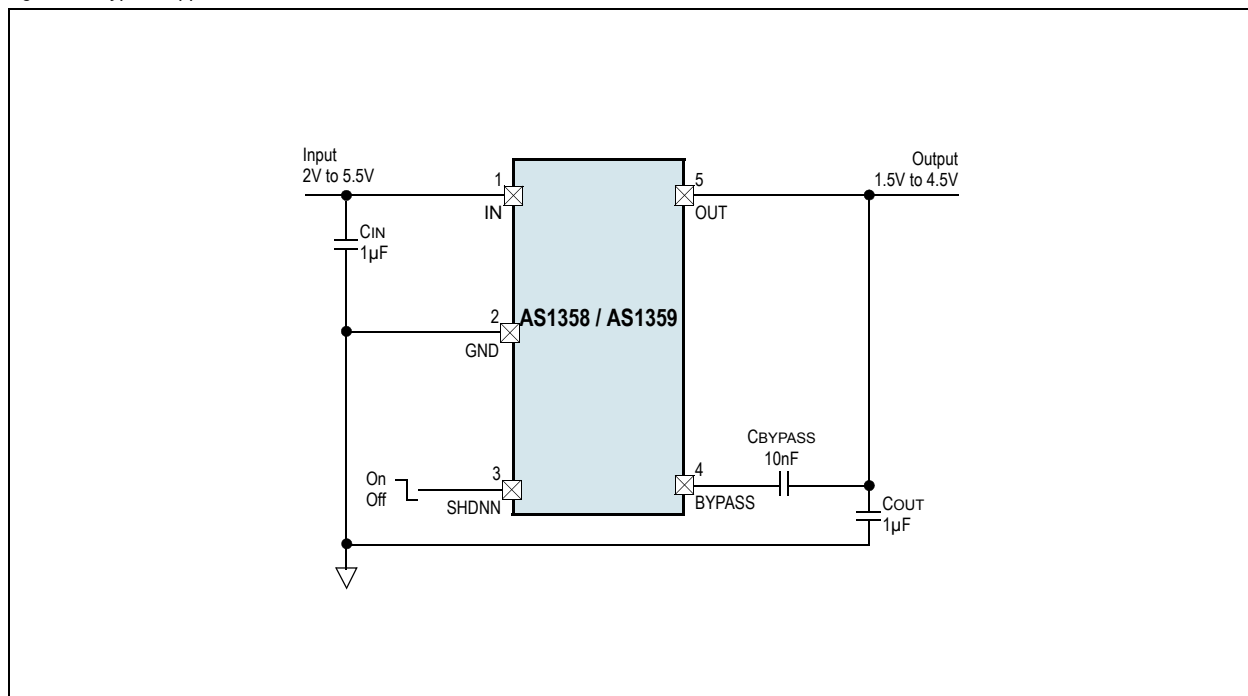 Input
2V to 5.5V
Output
1.5V to 4.5V
1
IN
5
OUT
CIN
1µF
2
GND
AS1358 / AS1359
CBYPASS
10nF
On
Off
3
SHDNN
4
BYPASS
COUT
1µF